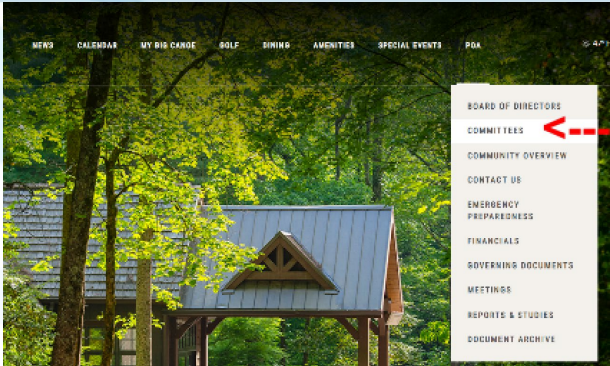 NEWS CALENDAR MY BIG CANOE GOLF DINING AMENITIES SPECIAL EVENTS POA
BOARD OF DIRECTORS
COMMITTEES
COMMUNITY OVERVIEW
CONTACT US
EMERGENCY
PREPAREDNESS
FINANCIALS
GOVERNING DOCUMENTS
MEETINGS
REPORTS & STUDIES
DOCUMENT ARCHIVE